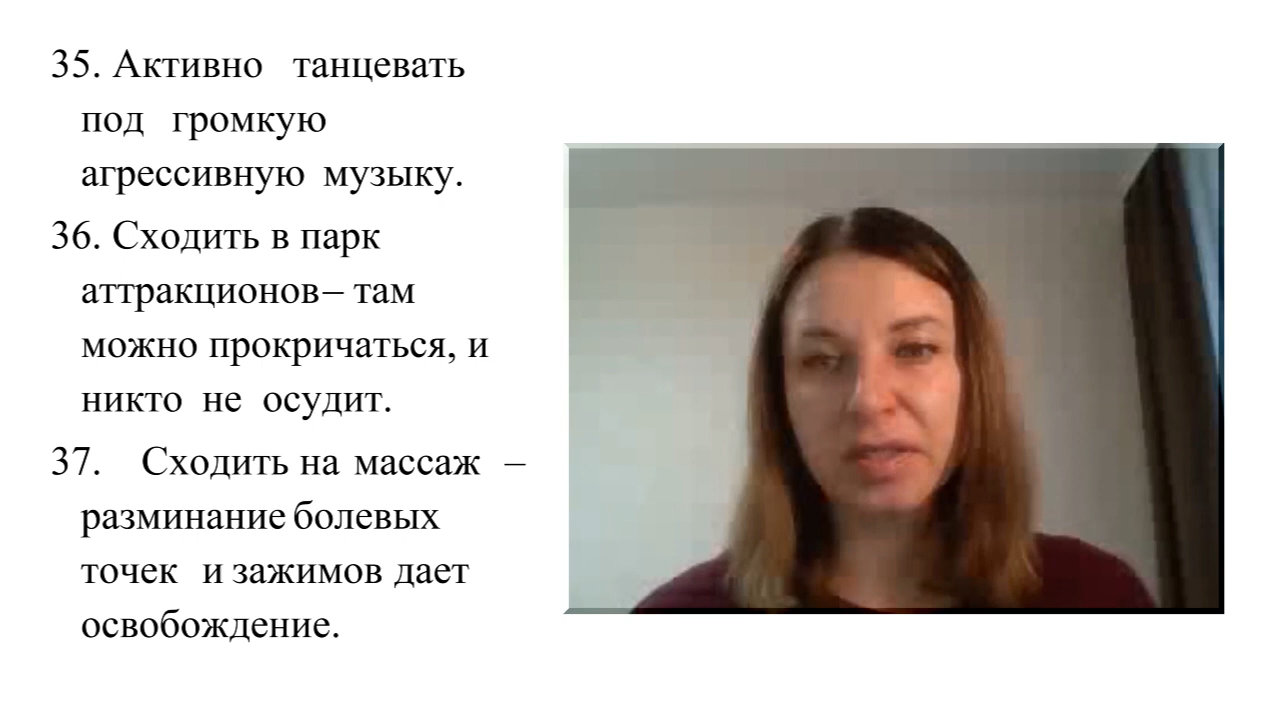 35. Активно танцевать
под громкую
агрессивную музыку.
36. Сходить в парк
аттракционов– там
можно прокричаться, и
никто не осудит.
37. Сходить на массаж –
разминание болевых
точек и зажимов дает
освобождение.